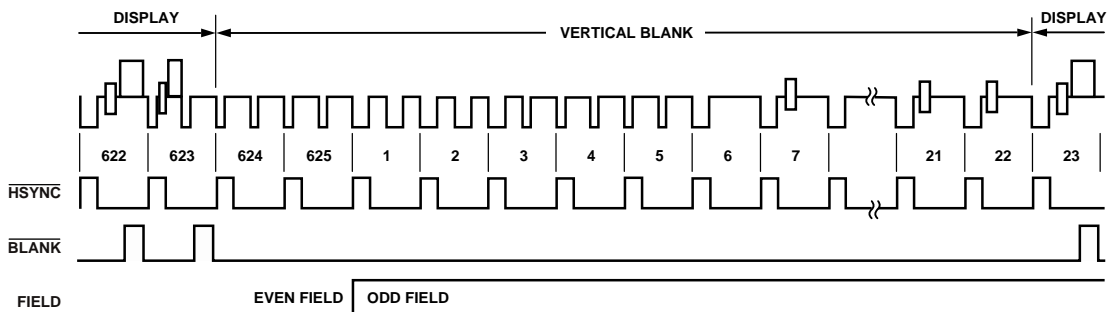 DISPLAY VERTICAL BLANK DISPLAY
622 623 624 625 1 2 3 4 5 6 7 21 22 23
HSYNC
BLANK
FIELD EVEN FIELD ODD FIELD